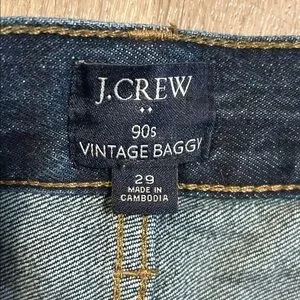 J.CREW
90s
VINTAGE BAGGY
29
MADE IN
CAMBODIA